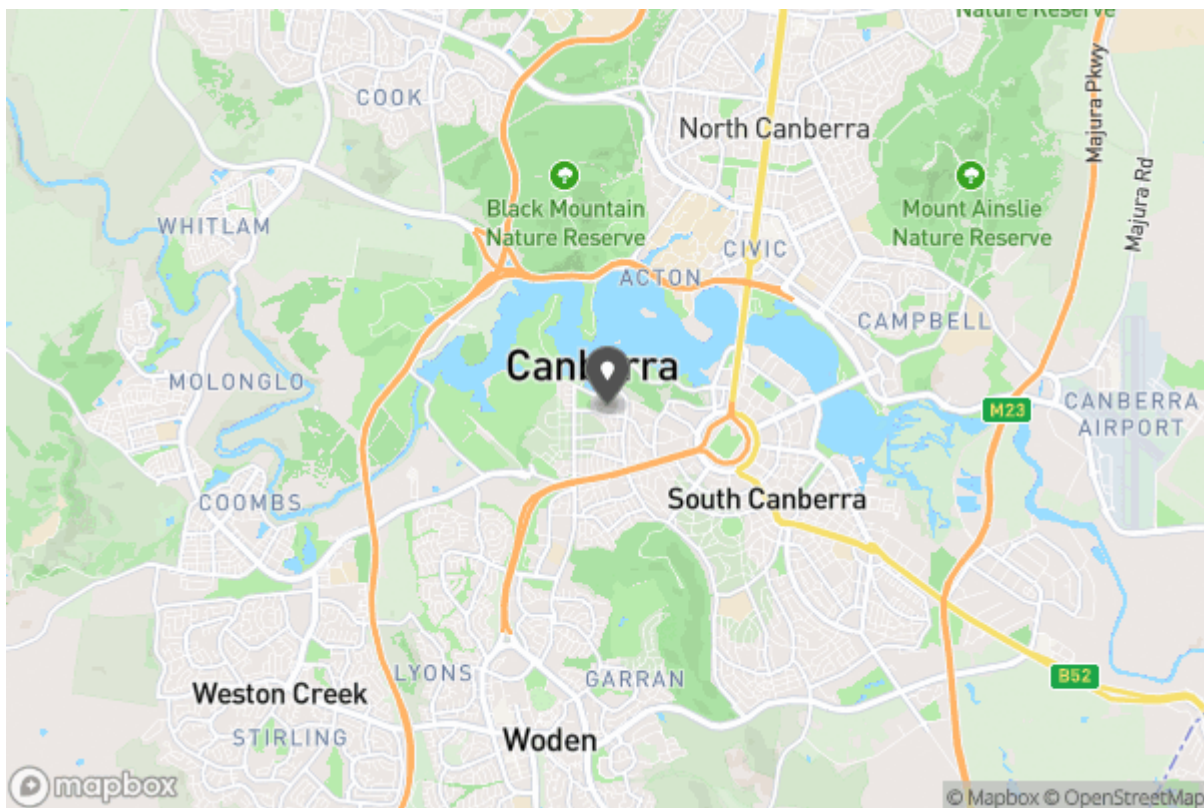 Nature Reserve
COOK
North Canberra
Majura Pkwy
Majura Rd
Black Mountain
Nature Reserve
Mount Ainslie
Nature Reserve
WHITLAM
CIVIC
ACTON
CAMPBELL
Canberra
MOLONGLO
M23
CANBERRA
AIRPORT
COOMBS
South Canberra
LYONS
GARRAN
B52
Weston Creek
STIRLING
Woden
mapbox
© Mapbox © OpenStreetMap